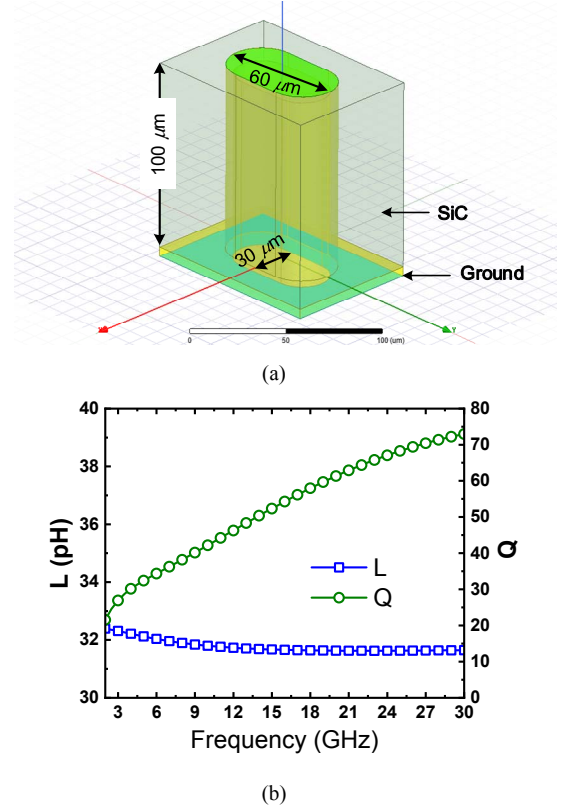 60 μm
100 μm
SiC
30 μm
Ground
X
Y
0 50 100 (um)
(a)
40 80
70
38 60
50
36 40
L (pH) Q
34 L 30
Q 20
32 10
30 0
3 6 9 12 15 18 21 24 27 30
Frequency (GHz)
(b)